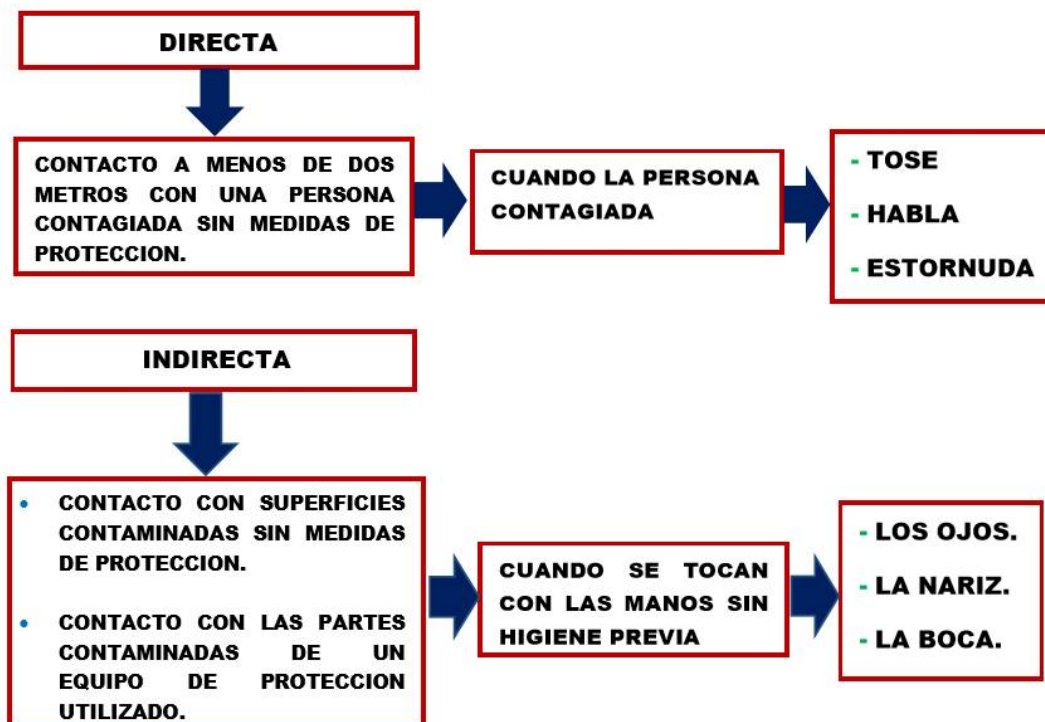 DIRECTA
CONTACTO A MENOS DE DOS
METROS CON UNA PERSONA
CONTAGIADA SIN MEDIDAS DE
PROTECCION.
CUANDO LA PERSONA
CONTAGIADA
- TOSE
- HABLA
- ESTORNUDA
INDIRECTA
• CONTACTO CON SUPERFICIES
CONTAMINADAS SIN MEDIDAS
DE PROTECCION.
• CONTACTO CON LAS PARTES
CONTAMINADAS DE UN
EQUIPO DE PROTECCION
UTILIZADO.
CUANDO SE TOCAN
CON LAS MANOS SIN
HIGIENE PREVIA
- LOS OJOS.
- LA NARIZ.
- LA BOCA.